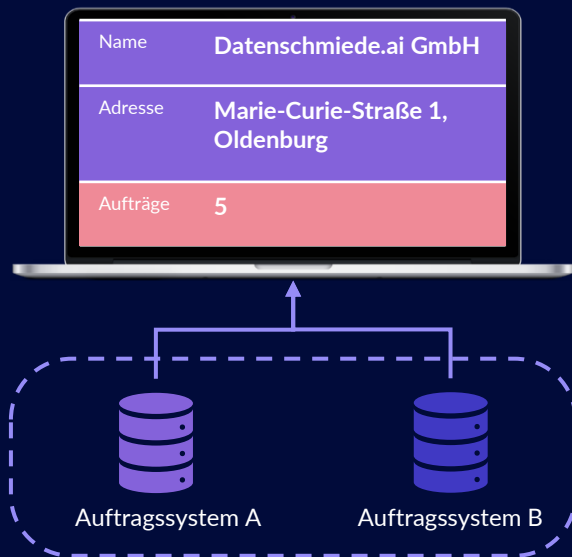 Name Datenschmiede.ai GmbH
Adresse Marie-Curie-Straße 1,
Oldenburg
Aufträge 5
Auftragssystem A Auftragssystem B